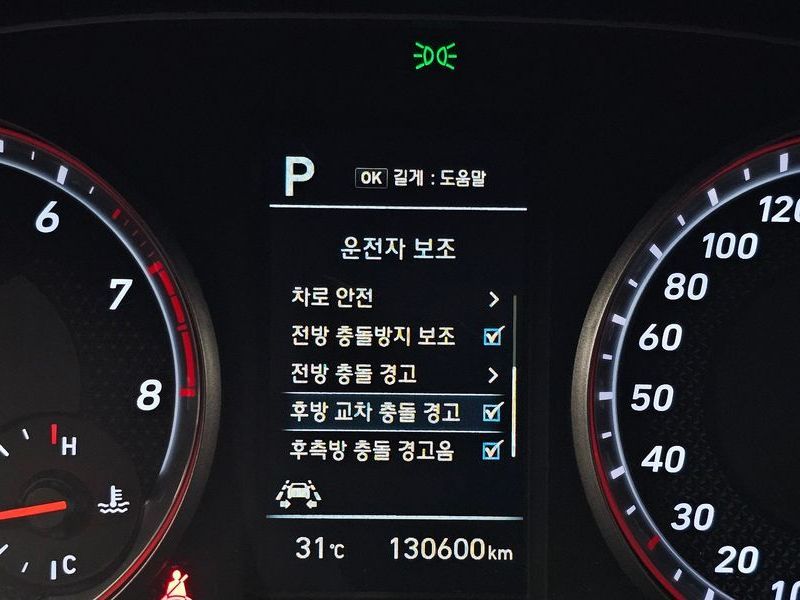 P
OK 길게 : 도움말
운전자 보조
차로 안전
전방 충돌방지 보조
전방 충돌 경고
후방 교차 충돌 경고
후측방 충돌 경고음
31℃ 130600km
6
7
8
H
C
120
100
80
60
50
40
30
20
10